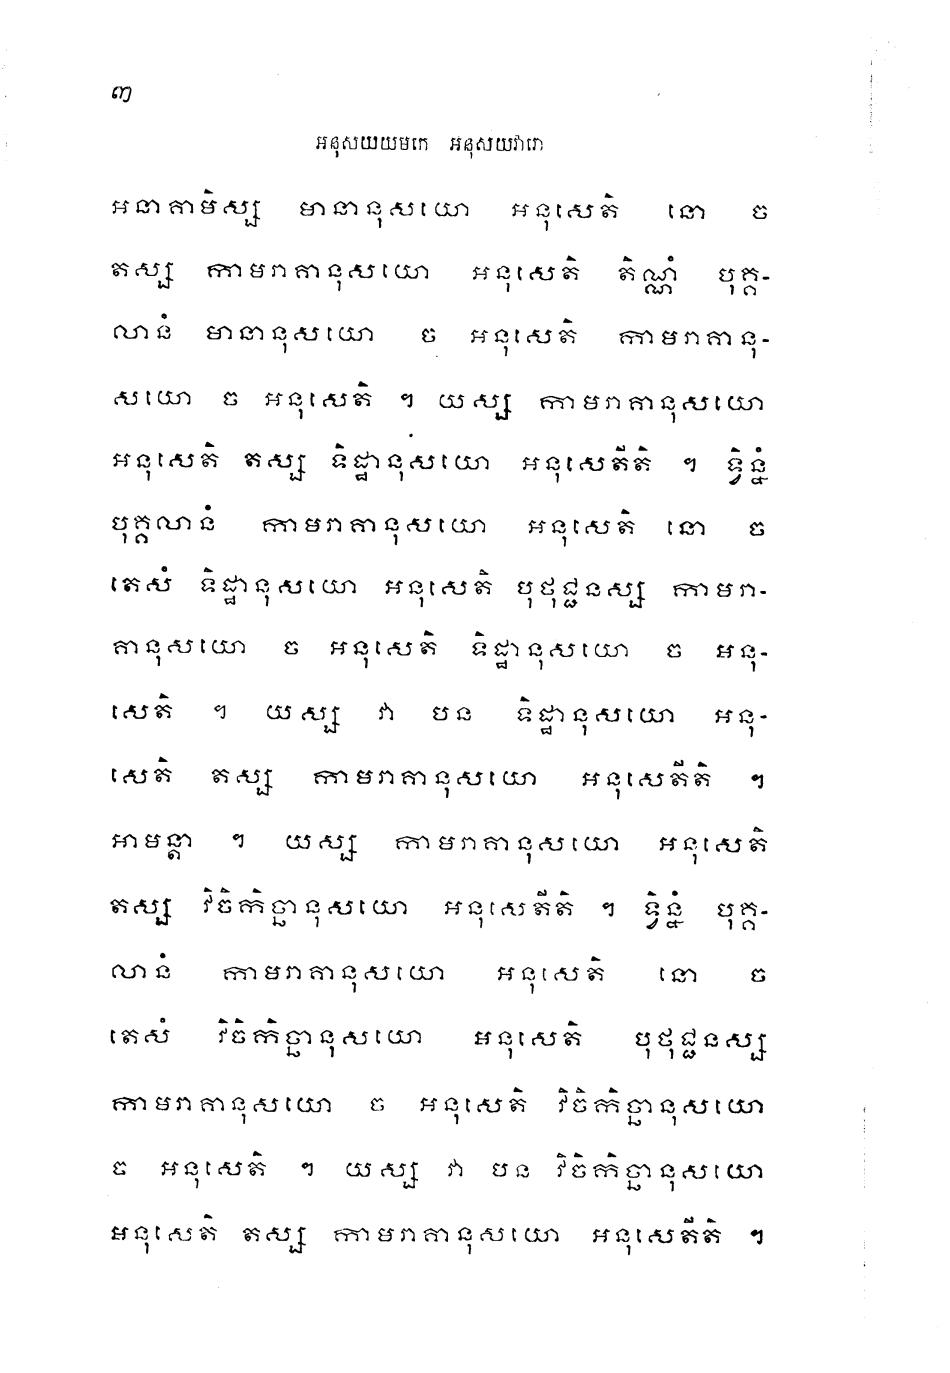 ៣
អនុសយយមកេ អនុសយវារោ
អនាគាមិស្ស មានានុសយោ អនុសេតិ នោ ច
តស្ស កាមរាគានុសយោ អនុសេតិ តិណ្ណំ បុគ្គ-
លានំ មានានុសយោ ច អនុសេតិ កាមរាគានុ-
សយោ ច អនុសេតិ ។ យស្ស កាមរាគានុសយោ
អនុសេតិ តស្ស ទិដ្ឋានុសយោ អនុសេតីតិ ។ ទ្វិន្នំ
បុគ្គលានំ កាមរាគានុសយោ អនុសេតិ នោ ច
តេសំ ទិដ្ឋានុសយោ អនុសេតិ បុថុជ្ជនស្ស កាមរា-
គានុសយោ ច អនុសេតិ ទិដ្ឋានុសយោ ច អនុ-
សេតិ ។ យស្ស វា បន ទិដ្ឋានុសយោ អនុ-
សេតិ តស្ស កាមរាគានុសយោ អនុសេតីតិ ។
អាមន្តា ។ យស្ស កាមរាគានុសយោ អនុសេតិ
តស្ស វិចិកិច្ឆានុសយោ អនុសេតីតិ ។ ទ្វិន្នំ បុគ្គ-
លានំ កាមរាគានុសយោ អនុសេតិ នោ ច
តេសំ វិចិកិច្ឆានុសយោ អនុសេតិ បុថុជ្ជនស្ស
កាមរាគានុសយោ ច អនុសេតិ វិចិកិច្ឆានុសយោ
ច អនុសេតិ ។ យស្ស វា បន វិចិកិច្ឆានុសយោ
អនុសេតិ តស្ស កាមរាគានុសយោ អនុសេតីតិ ។